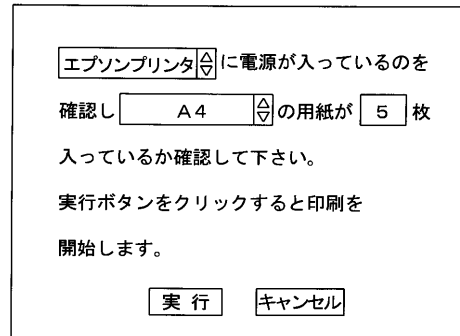 エプソンプリンタに電源が入っているのを
確認し A4 の用紙が 5 枚
入っているか確認して下さい。
実行ボタンをクリックすると印刷を
開始します。
実行 キャンセル